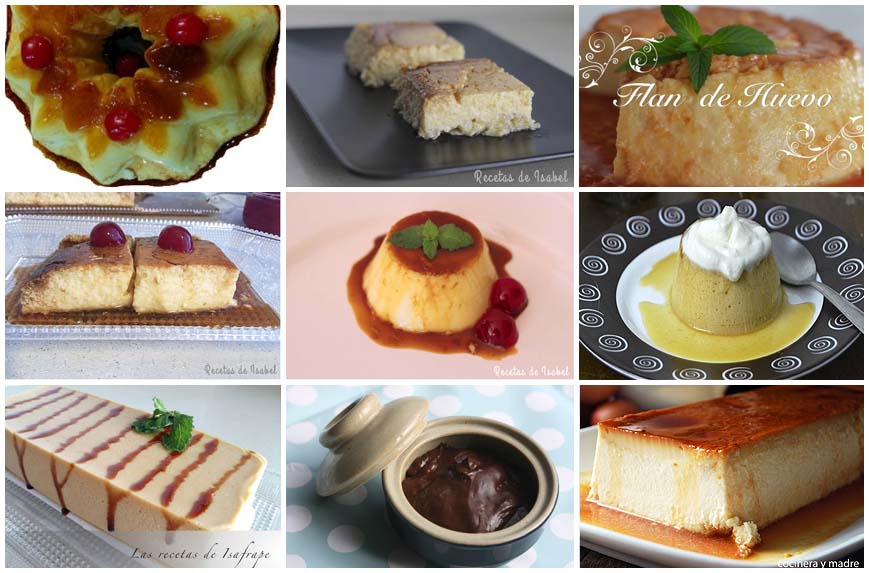 Recetas de Isabel
Flan de Huevo
Recetas de Isabel
Recetas de Isabel
Las recetas de Isafrape
cocinera y madre